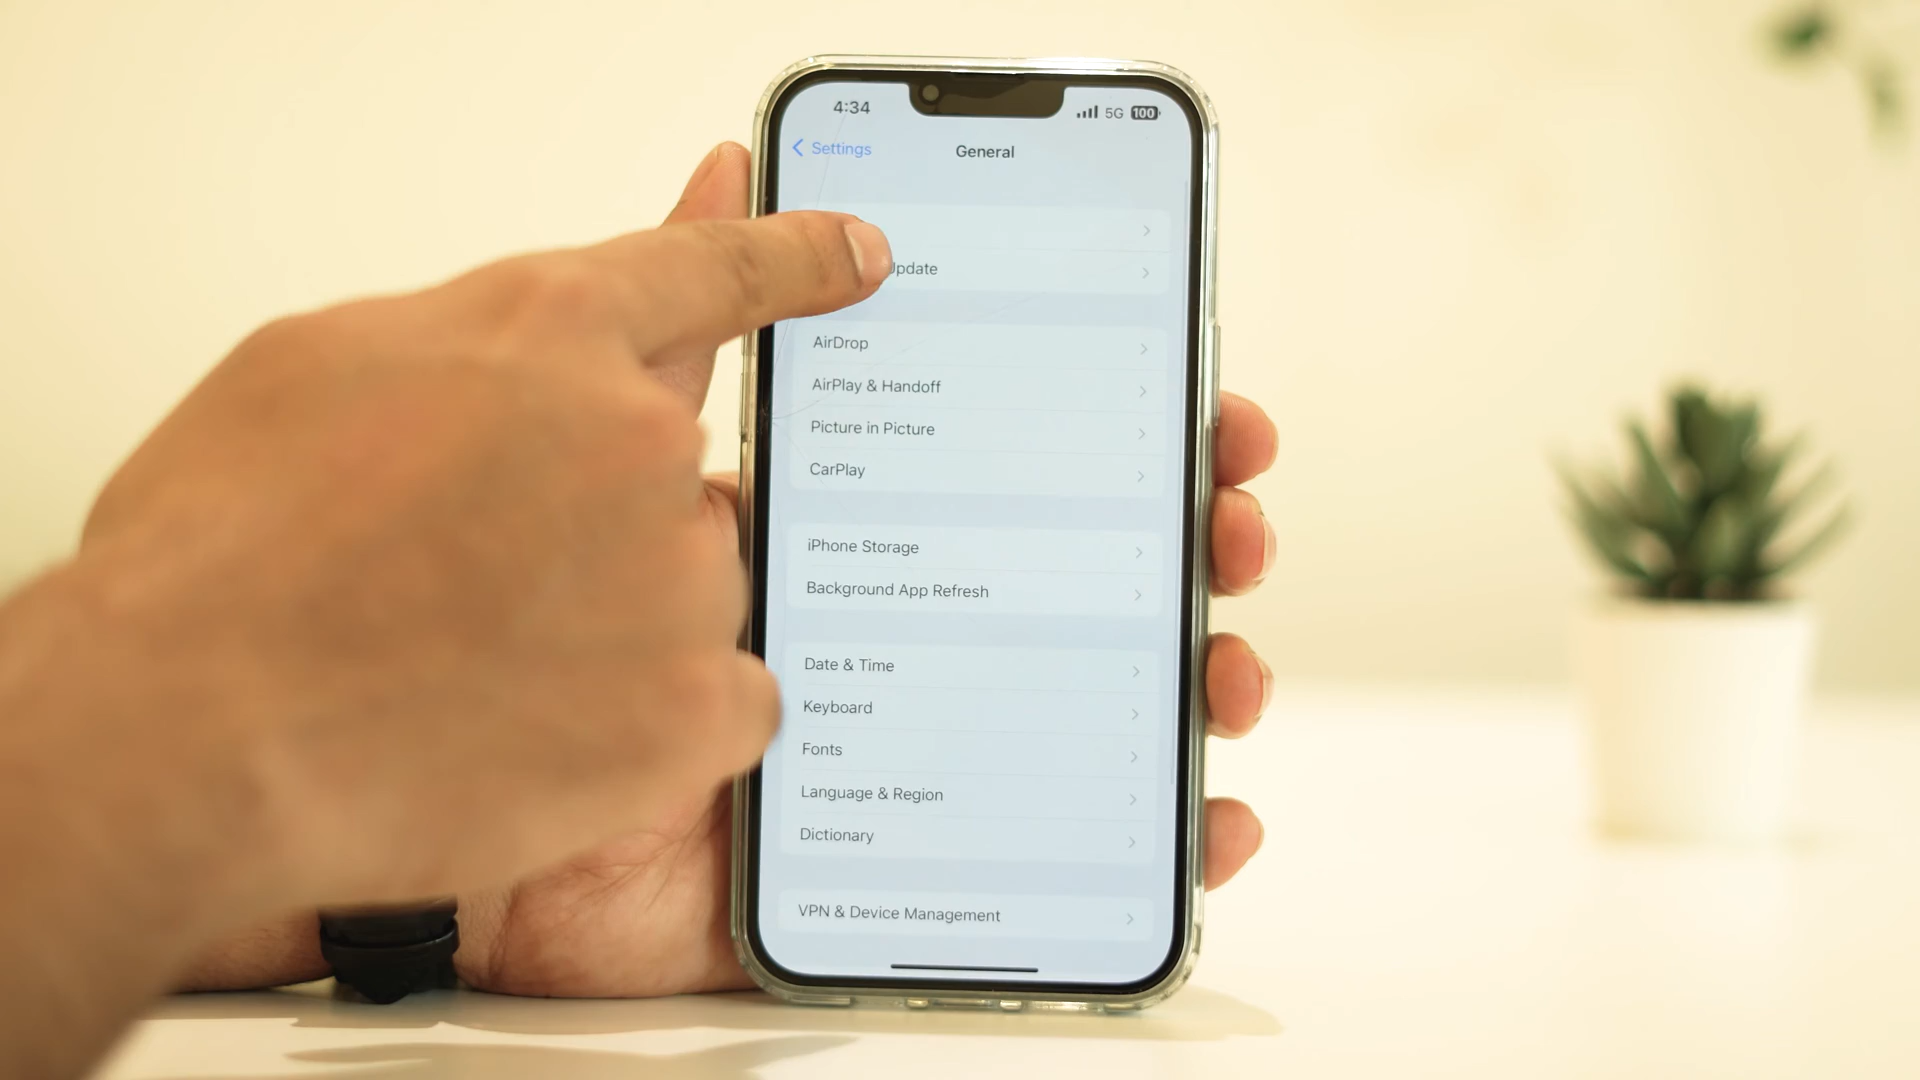 4:34 5G 100
Settings General
Update
AirDrop
AirPlay & Handoff
Picture in Picture
CarPlay
iPhone Storage
Background App Refresh
Date & Time
Keyboard
Fonts
Language & Region
Dictionary
VPN & Device Management